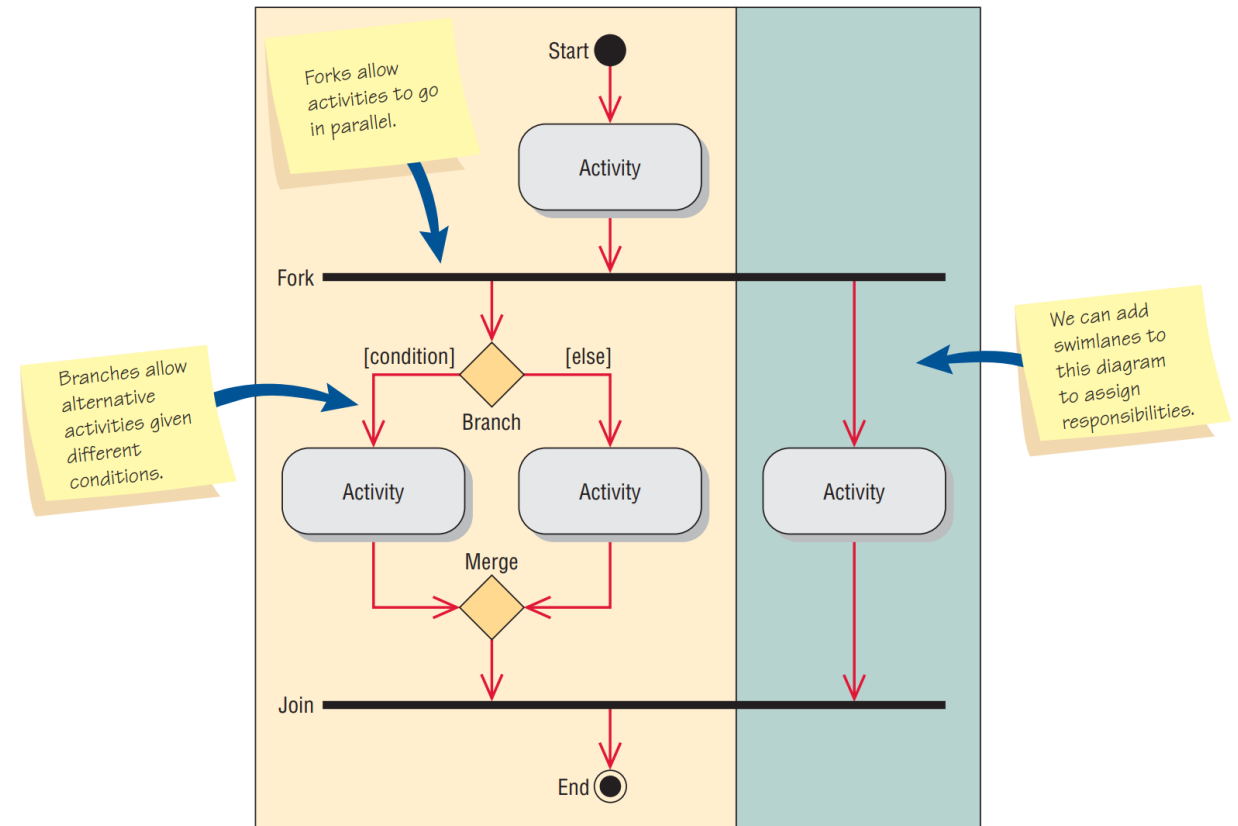 Forks allow
activities to go
in parallel.
Start
Activity
Fork
[condition]
[else]
Branch
Branches allow
alternative
activities given
different
conditions.
We can add
swimlanes to
this diagram
to assign
responsibilities.
Activity
Activity
Activity
Merge
Join
End